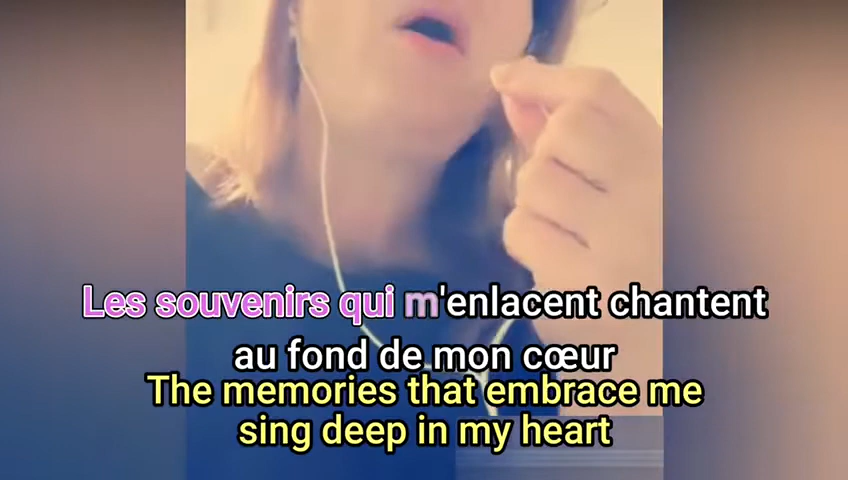 Les souvenirs qui m'enlacent chantent
au fond de mon cœur
The memories that embrace me
sing deep in my heart